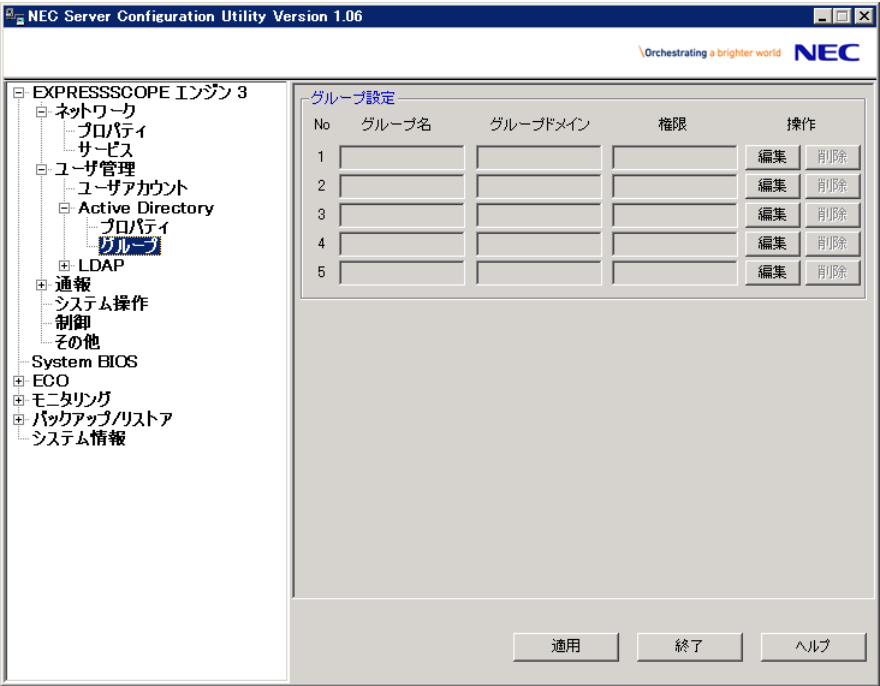 NEC Server Configuration Utility Version 1.06
\Orchestrating a brighter world NEC
EXPRESSSCOPE エンジン 3
ネットワーク
プロパティ
サービス
ユーザ管理
ユーザアカウント
Active Directory
プロパティ
グループ
LDAP
通報
システム操作
制御
その他
System BIOS
ECO
モニタリング
バックアップ/リストア
システム情報
グループ設定
No グループ名 グループドメイン 権限 操作
1 編集 削除
2 編集 削除
3 編集 削除
4 編集 削除
5 編集 削除
適用 終了 ヘルプ